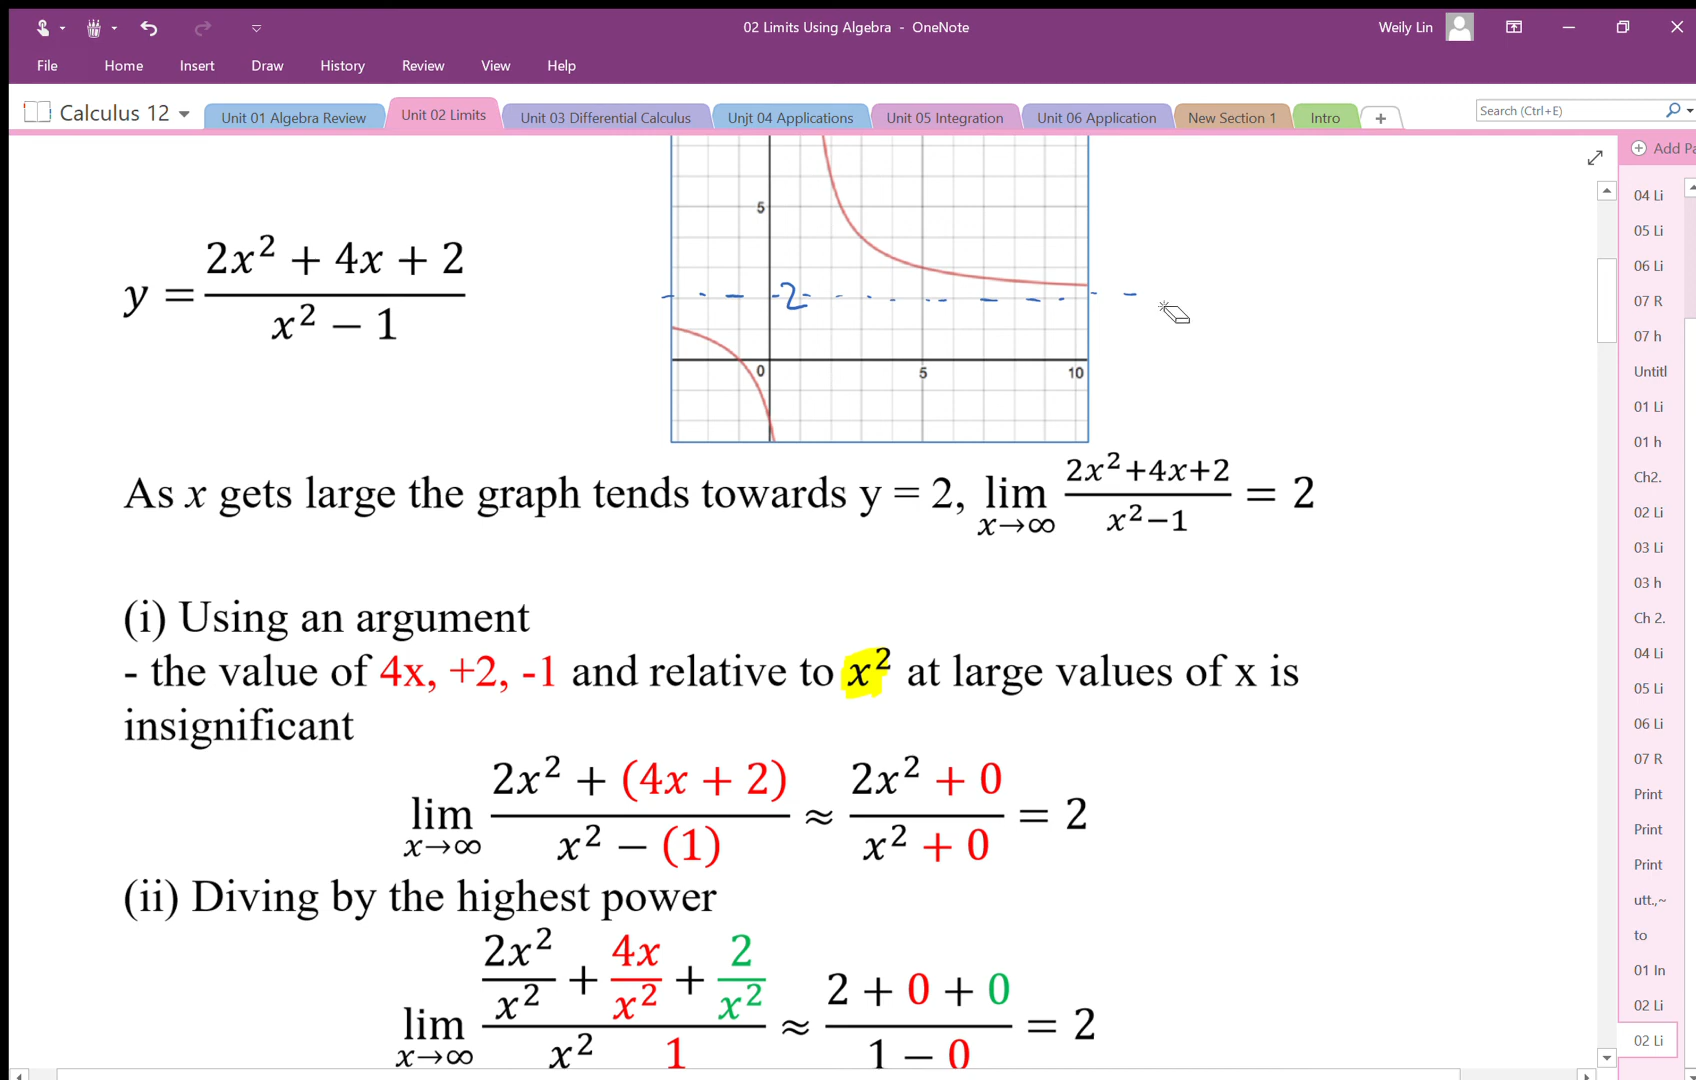 02 Limits Using Algebra - OneNote
Weily Lin
File Home Insert Draw History Review View Help
Calculus 12
Unit 01 Algebra Review
Unit 02 Limits
Unit 03 Differential Calculus
Unit 04 Applications
Unit 05 Integration
Unit 06 Application
New Section 1
Intro
+
Search (Ctrl+E)
Add Pa
04 Li
05 Li
06 Li
07 R
07 h
Untitl
01 Li
01 h
Ch2.
02 Li
03 Li
03 h
Ch 2.
04 Li
05 Li
06 Li
07 R
Print
Print
Print
utt.,~
to
01 In
02 Li
02 Li
5
2
0 5 10
y = (2x² + 4x + 2)/(x² − 1)
As x gets large the graph tends towards y = 2, lim x→∞ (2x²+4x+2)/(x²−1) = 2
(i) Using an argument
- the value of 4x, +2, -1 and relative to x² at large values of x is
insignificant
lim x→∞ (2x² + (4x + 2))/(x² − (1)) ≈ (2x² + 0)/(x² + 0) = 2
(ii) Diving by the highest power
lim x→∞ (2x²/x² + 4x/x² + 2/x²)/(x² 1) ≈ (2 + 0 + 0)/(1 − 0) = 2